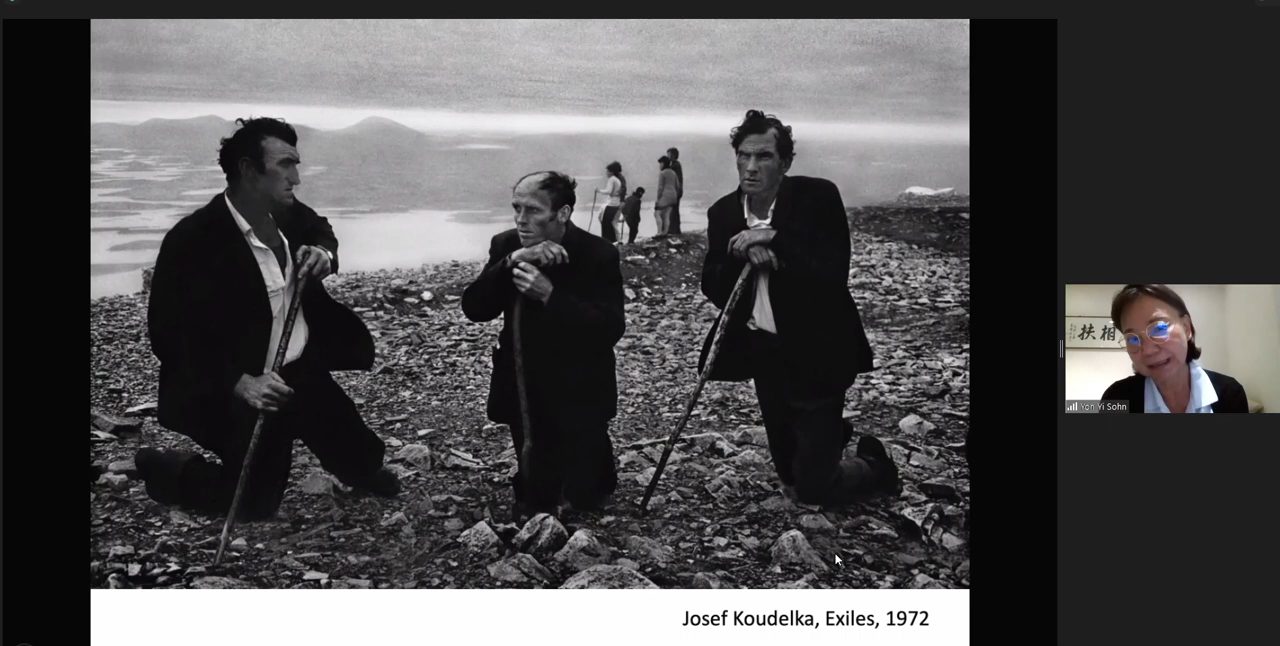 相扶
Yon Yi Sohn
Josef Koudelka, Exiles, 1972